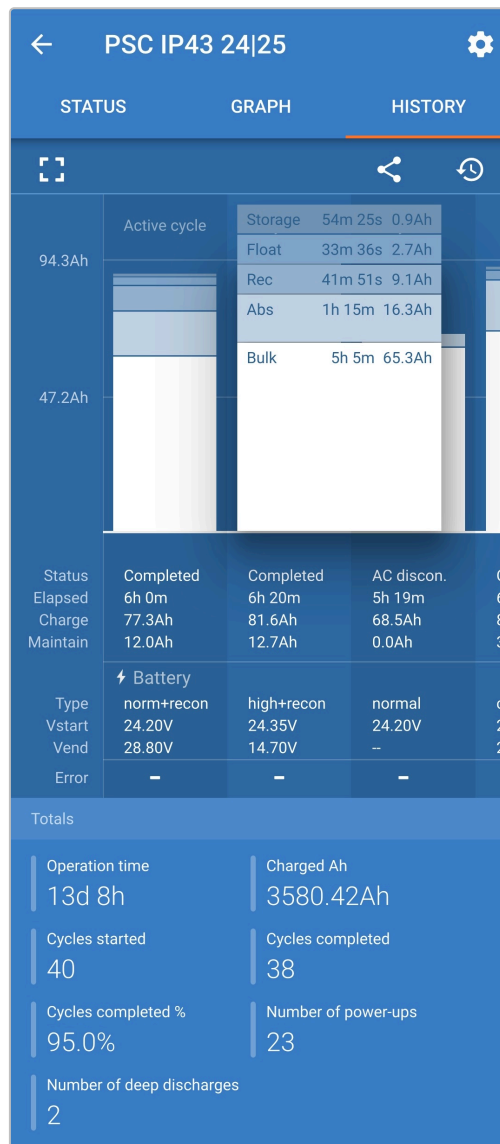 PSC IP43 24|25
STATUS GRAPH HISTORY
Active cycle
94.3Ah
47.2Ah
Storage 54m 25s 0.9Ah
Float 33m 36s 2.7Ah
Rec 41m 51s 9.1Ah
Abs 1h 15m 16.3Ah
Bulk 5h 5m 65.3Ah
Status Completed Completed AC discon.
Elapsed 6h 0m 6h 20m 5h 19m
Charge 77.3Ah 81.6Ah 68.5Ah
Maintain 12.0Ah 12.7Ah 0.0Ah
Battery
Type norm+recon high+recon normal
Vstart 24.20V 24.35V 24.20V
Vend 28.80V 14.70V --
Error - - -
Totals
Operation time Charged Ah
13d 8h 3580.42Ah
Cycles started Cycles completed
40 38
Cycles completed % Number of power-ups
95.0% 23
Number of deep discharges
2